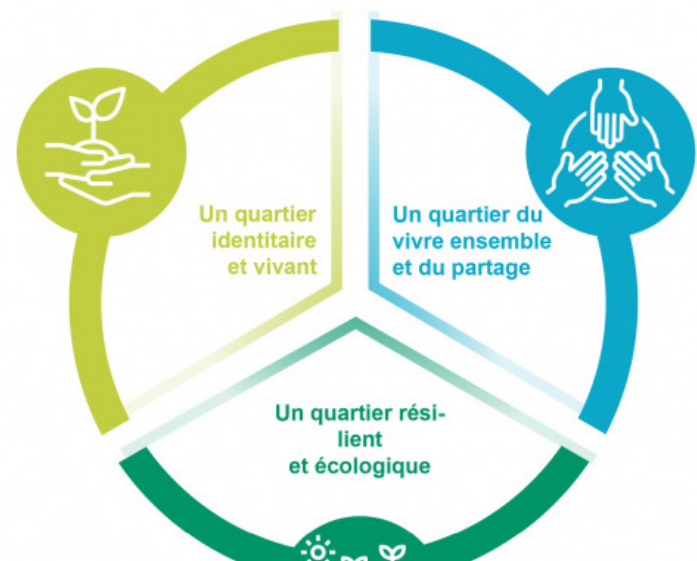 Un quartier
identitaire
et vivant
Un quartier du
vivre ensemble
et du partage
Un quartier rési-
lient
et écologique